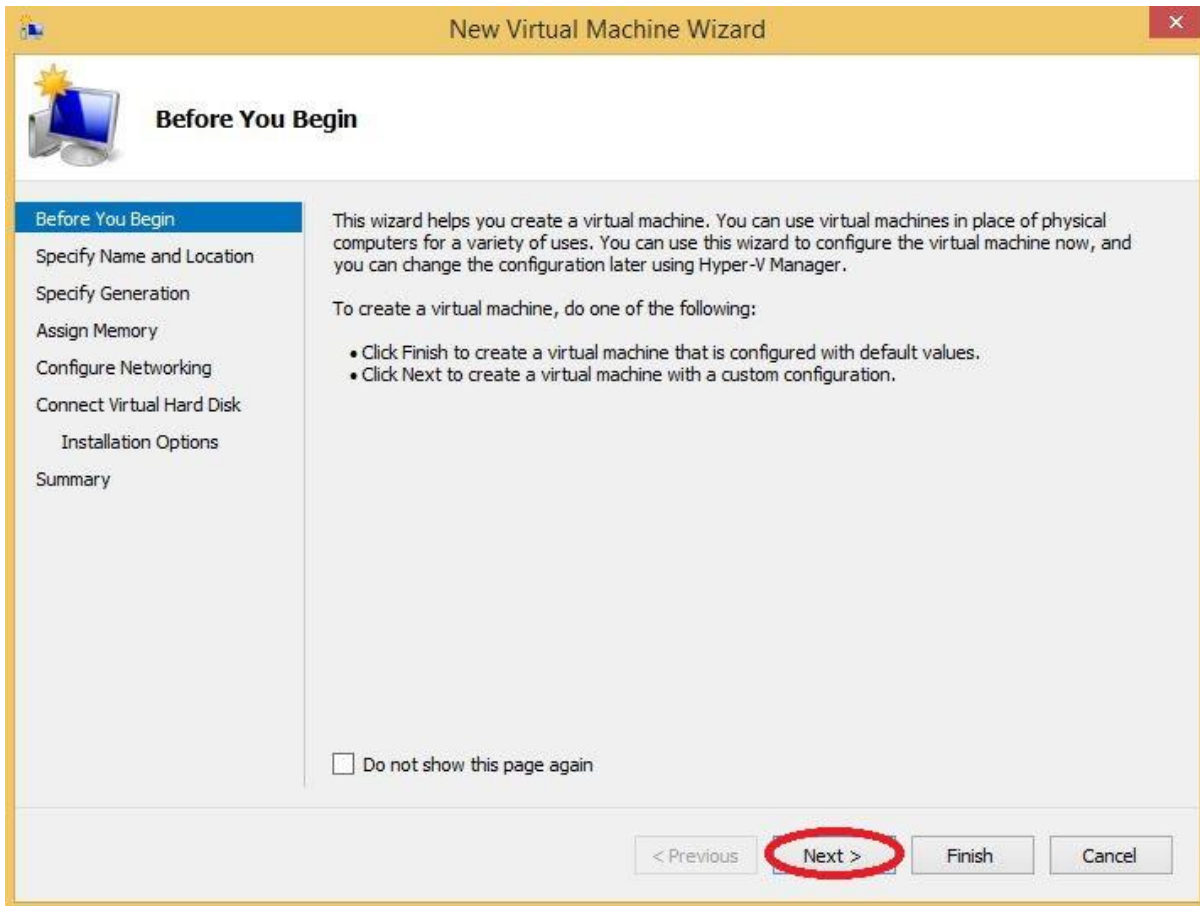 New Virtual Machine Wizard
Before You Begin
Before You Begin
Specify Name and Location
Specify Generation
Assign Memory
Configure Networking
Connect Virtual Hard Disk
Installation Options
Summary
This wizard helps you create a virtual machine. You can use virtual machines in place of physical
computers for a variety of uses. You can use this wizard to configure the virtual machine now, and
you can change the configuration later using Hyper-V Manager.
To create a virtual machine, do one of the following:
• Click Finish to create a virtual machine that is configured with default values.
• Click Next to create a virtual machine with a custom configuration.
Do not show this page again
< Previous
Next >
Finish
Cancel